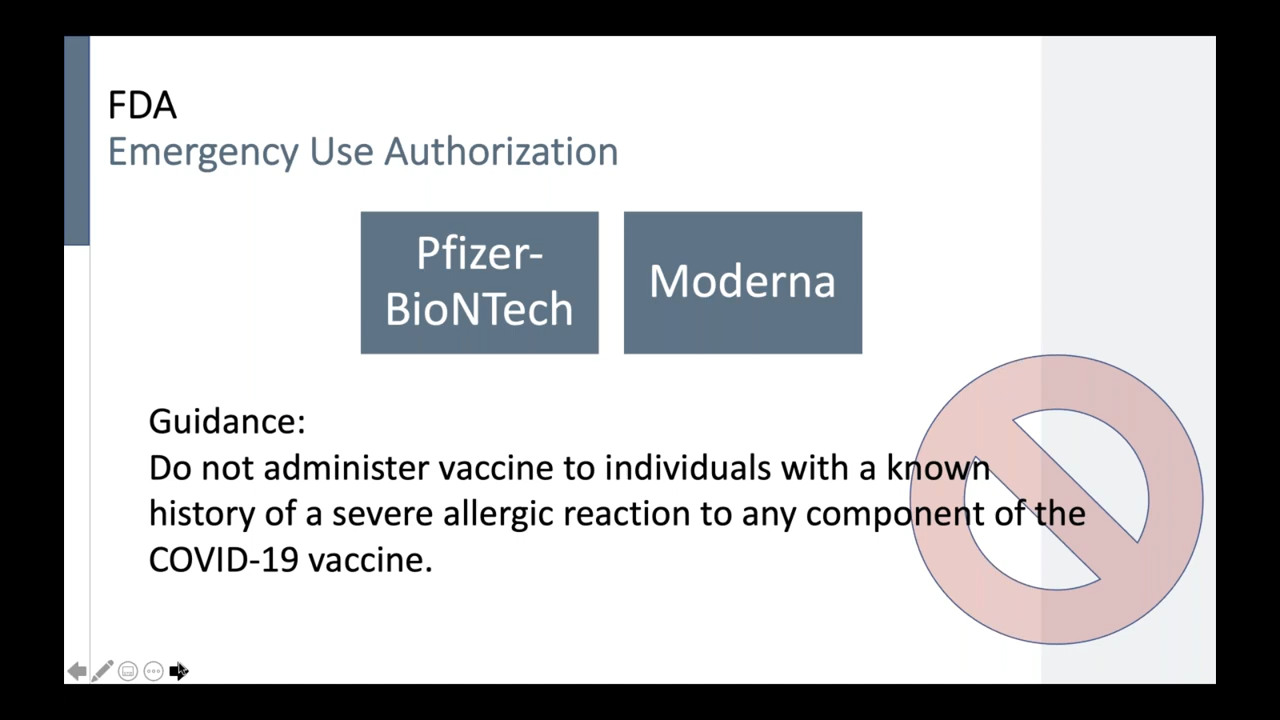 FDA
Emergency Use Authorization
Pfizer-
BioNTech
Moderna
Guidance:
Do not administer vaccine to individuals with a known
history of a severe allergic reaction to any component of the
COVID-19 vaccine.